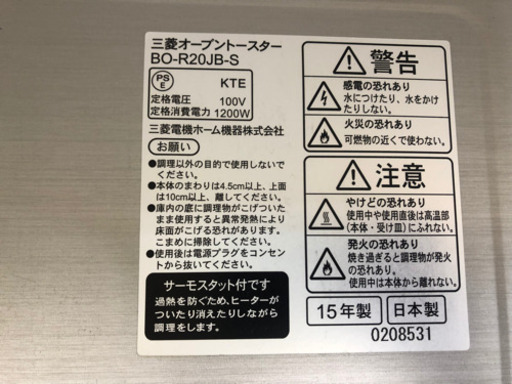 三菱オーブントースター
BO-R20JB-S
PS
E
KTE
定格電圧 100V
定格消費電力 1200W
三菱電機ホーム機器株式会社
お願い
●調理以外の目的で使用しないで
ください。
●本体のまわりは4.5cm以上、上面
は10cm以上、離してください。
●庫内の底に調理物がこげついた
まま使用すると異常発熱により
床面がこげる恐れがあります。
こまめに掃除してください。
●使用後は電源プラグをコンセン
トから抜いてください。
サーモスタット付です
過熱を防ぐため、ヒーターが
ついたり消えたりしながら
調理をします。
警告
感電の恐れあり
水につけたり、水をかけ
たりしない。
火災の恐れあり
可燃物の近くで使わない。
注意
やけどの恐れあり
使用中や使用直後は高温部
(本体・受け皿)にふれない。
発火の恐れあり
焼き過ぎると調理物が発火
します。
使用中は本体から離れない。
15年製
日本製
0208531